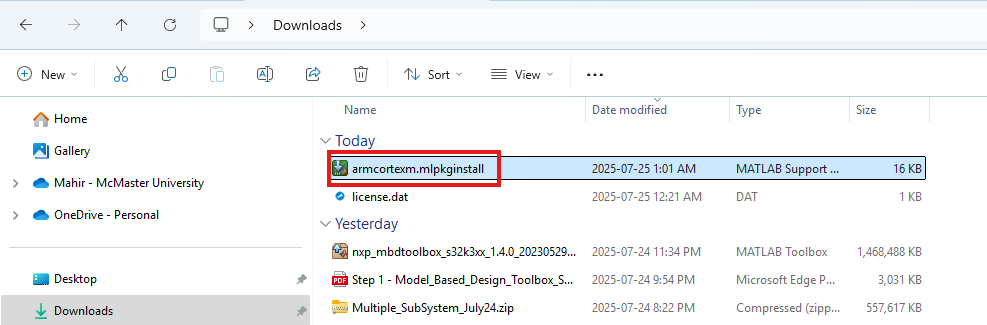 Downloads
New Sort View
Name Date modified Type Size
Home
Gallery
Mahir - McMaster University
OneDrive - Personal
Desktop
Downloads
Today
armcortexm.mlpkginstall 2025-07-25 1:01 AM MATLAB Support ... 16 KB
license.dat 2025-07-25 12:21 AM DAT 1 KB
Yesterday
nxp_mbdtoolbox_s32k3xx_1.4.0_20230529... 2025-07-24 11:34 PM MATLAB Toolbox 1,468,488 KB
Step 1 - Model_Based_Design_Toolbox_S... 2025-07-24 9:54 PM Microsoft Edge P... 3,031 KB
Multiple_SubSystem_July24.zip 2025-07-24 8:22 PM Compressed (zipp... 557,617 KB